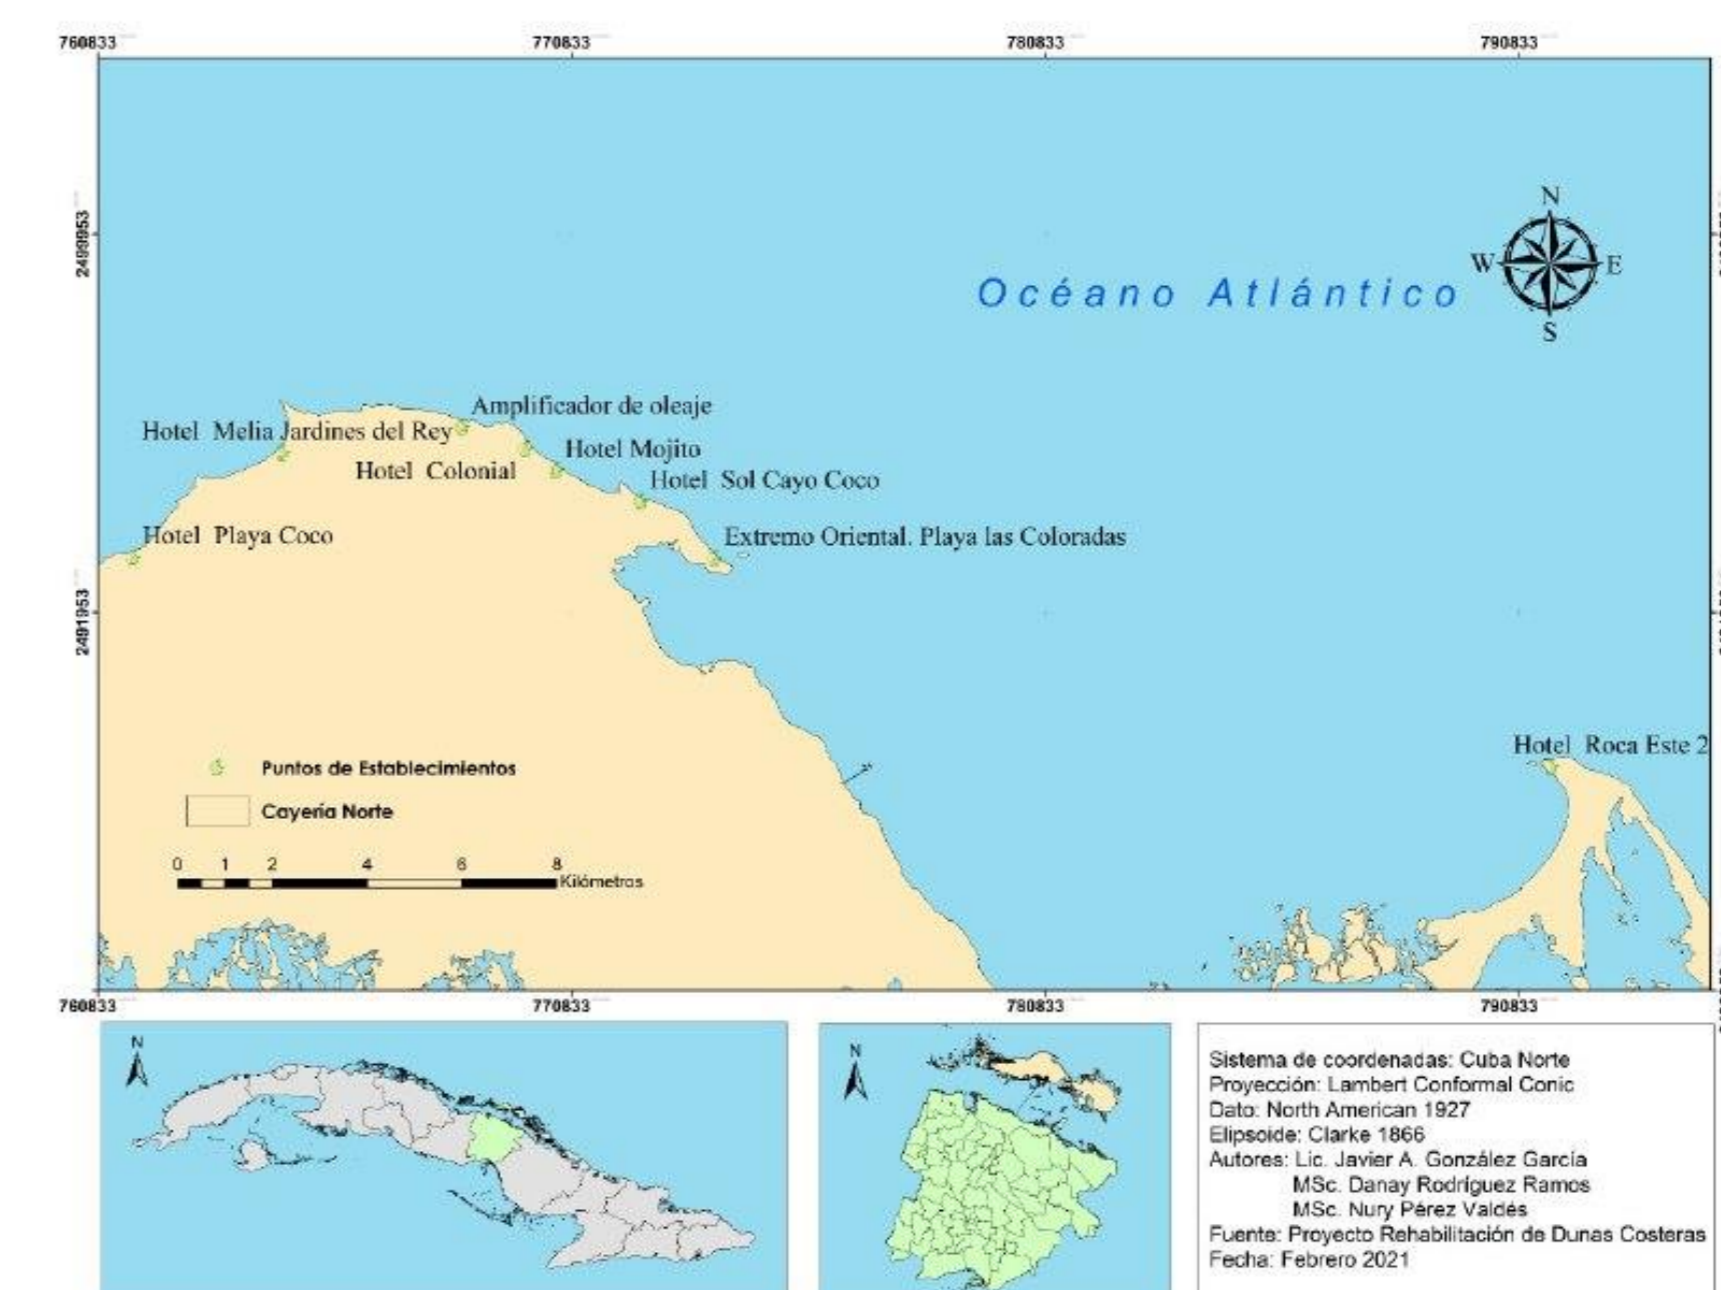 760833 770833 780833 790833
N
2499953
W E
Océano Atlántico
S
Amplificador de oleaje
Hotel Melia Jardines del Rey
Hotel Mojito
Hotel Colonial
Hotel Sol Cayo Coco
Hotel Playa Coco
Extremo Oriental. Playa las Coloradas
2491953
Hotel Roca Este 2
Puntos de Establecimientos
Cayería Norte
0 1 2 4 6 8
Kilómetros
760833 770833 780833 790833
N
N
Sistema de coordenadas: Cuba Norte
Proyección: Lambert Conformal Conic
Dato: North American 1927
Elipsoide: Clarke 1866
Autores: Lic. Javier A. González García
MSc. Danay Rodríguez Ramos
MSc. Nury Pérez Valdés
Fuente: Proyecto Rehabilitación de Dunas Costeras
Fecha: Febrero 2021